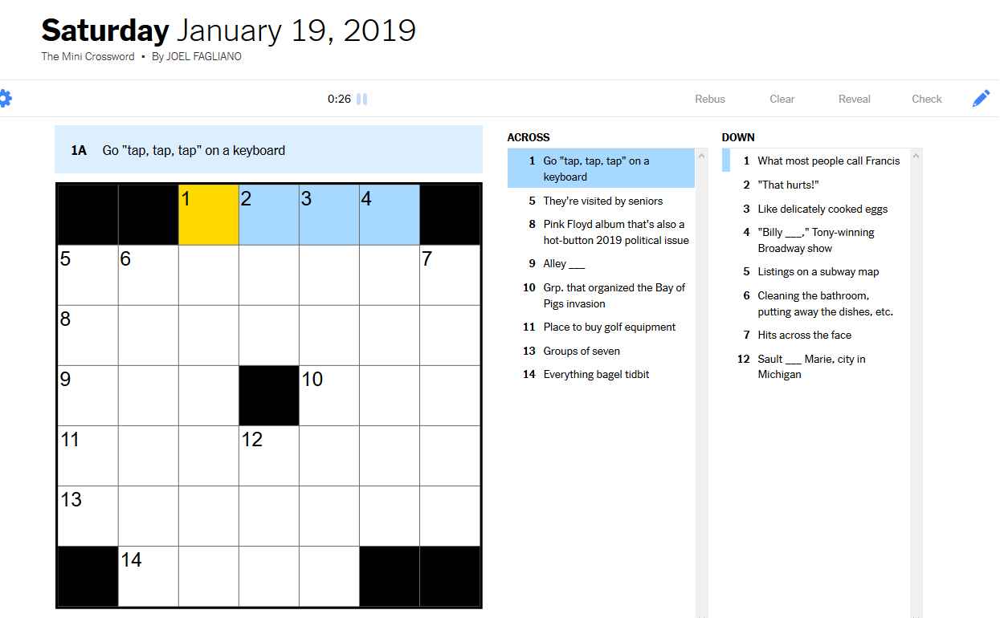 Saturday January 19, 2019
The Mini Crossword • By JOEL FAGLIANO
0:26 Rebus Clear Reveal Check
1A Go "tap, tap, tap" on a keyboard
1 2 3 4
5 6 7
8
9 10
11 12
13
14
ACROSS
1 Go "tap, tap, tap" on a
keyboard
5 They're visited by seniors
8 Pink Floyd album that's also a
hot-button 2019 political issue
9 Alley ___
10 Grp. that organized the Bay of
Pigs invasion
11 Place to buy golf equipment
13 Groups of seven
14 Everything bagel tidbit
DOWN
1 What most people call Francis
2 "That hurts!"
3 Like delicately cooked eggs
4 "Billy ___," Tony-winning
Broadway show
5 Listings on a subway map
6 Cleaning the bathroom,
putting away the dishes, etc.
7 Hits across the face
12 Sault ___ Marie, city in
Michigan